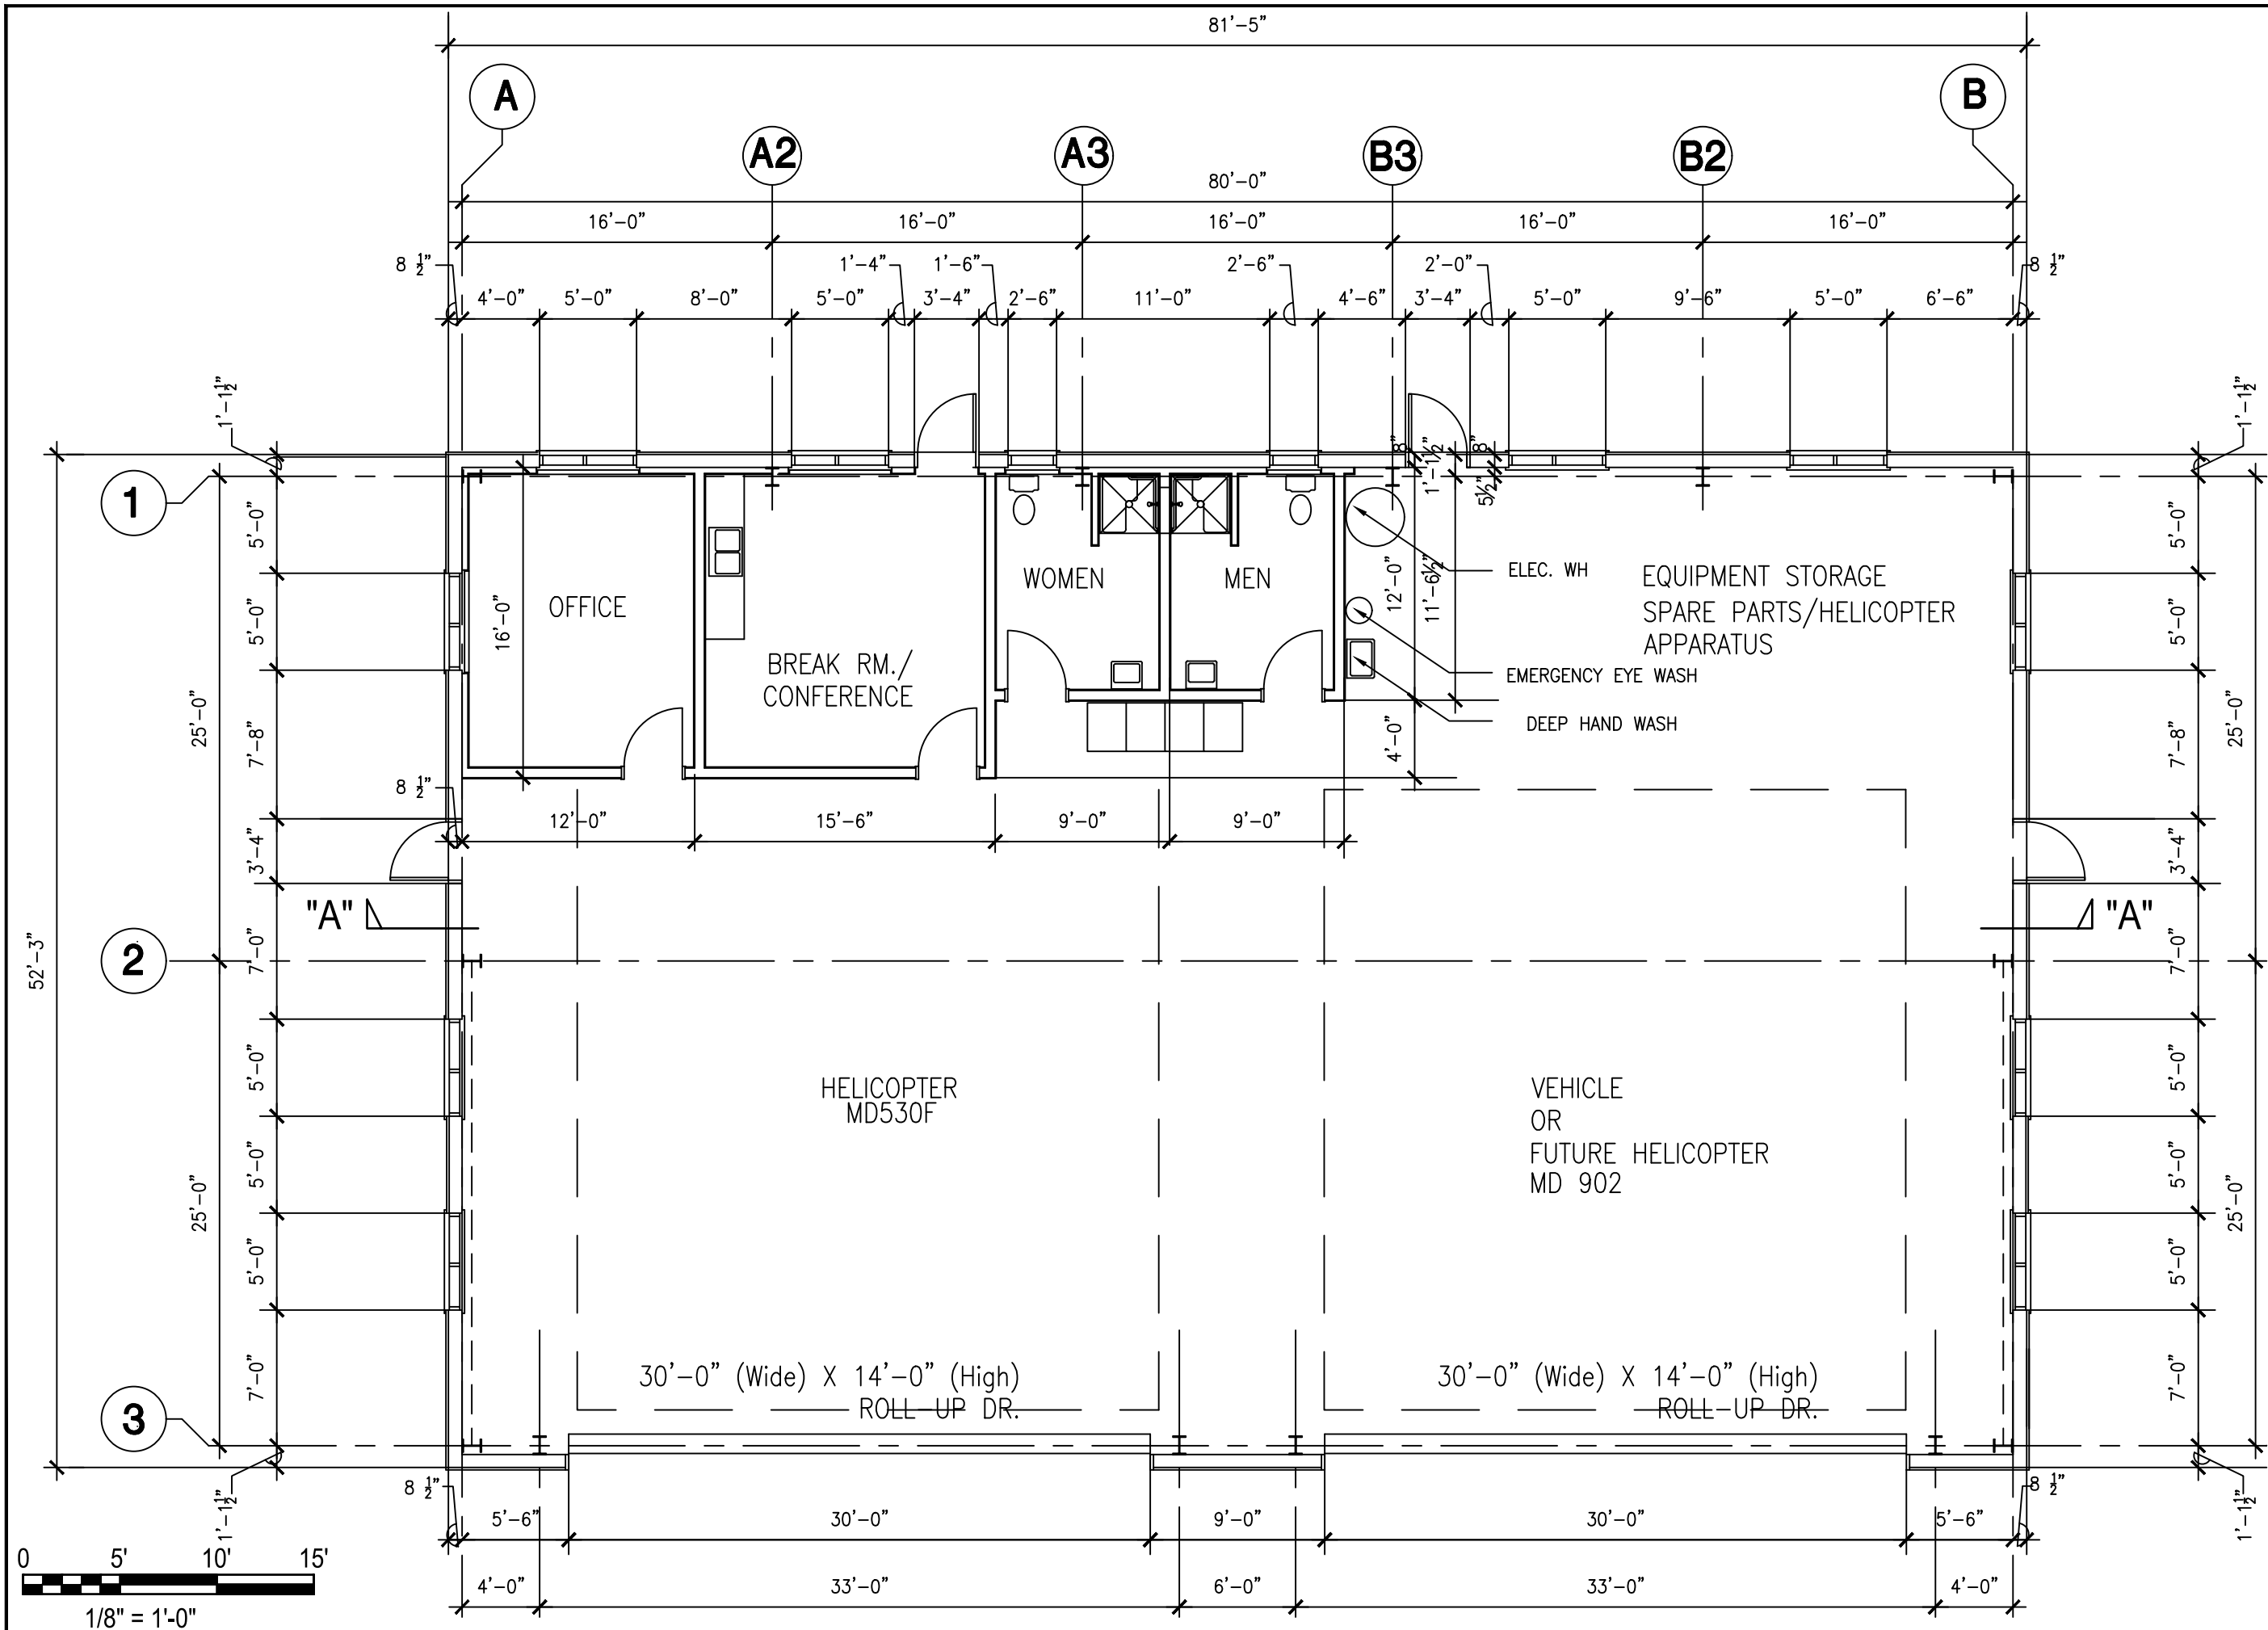 81'-5"
A
B
A2
A3
B3
B2
80'-0"
16'-0"
16'-0"
16'-0"
16'-0"
16'-0"
8 ½"
1'-4"
1'-6"
2'-6"
2'-0"
8 ½"
4'-0"
5'-0"
8'-0"
5'-0"
3'-4"
2'-6"
11'-0"
4'-6"
3'-4"
5'-0"
9'-6"
5'-0"
6'-6"
1'-1½"
1'-1½"
8"
1'-1½"
8"
5½"
1
5'-0"
5'-0"
ELEC. WH
EQUIPMENT STORAGE
SPARE PARTS/HELICOPTER
APPARATUS
WOMEN
MEN
OFFICE
16'-0"
12'-0"
11'-6½"
5'-0"
5'-0"
BREAK RM./
CONFERENCE
EMERGENCY EYE WASH
DEEP HAND WASH
25'-0"
7'-8"
4'-0"
7'-8"
25'-0"
8 ½"
12'-0"
15'-6"
9'-0"
9'-0"
3'-4"
3'-4"
"A"
"A"
52'-3"
2
7'-0"
7'-0"
5'-0"
5'-0"
HELICOPTER
MD530F
VEHICLE
OR
FUTURE HELICOPTER
MD 902
25'-0"
5'-0"
5'-0"
25'-0"
5'-0"
5'-0"
7'-0"
7'-0"
30'-0" (Wide) X 14'-0" (High)
ROLL-UP DR.
30'-0" (Wide) X 14'-0" (High)
ROLL-UP DR.
3
8 ½"
8 ½"
1'-1½"
1'-1½"
5'-6"
30'-0"
9'-0"
30'-0"
5'-6"
0 5' 10' 15'
4'-0"
33'-0"
6'-0"
33'-0"
4'-0"
1/8" = 1'-0"